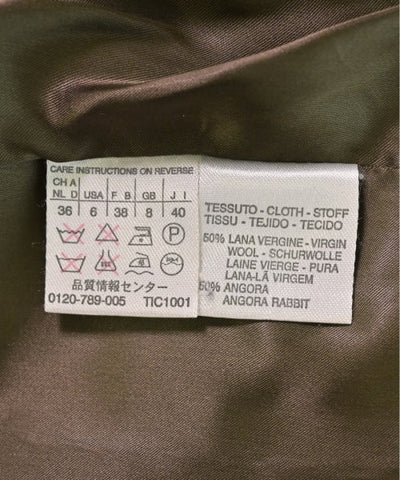 CARE INSTRUCTIONS ON REVERSE
CH A
NL D USA F B GB J I
36 6 38 8 40
P
品質情報センター
0120-789-005 TIC1001
TESSUTO - CLOTH - STOFF
TISSU - TEJIDO - TECIDO
50% LANA VERGINE - VIRGIN
WOOL - SCHURWOLLE
LAINE VIERGE - PURA
LANA-LÃ VIRGEM
50% ANGORA
ANGORA RABBIT